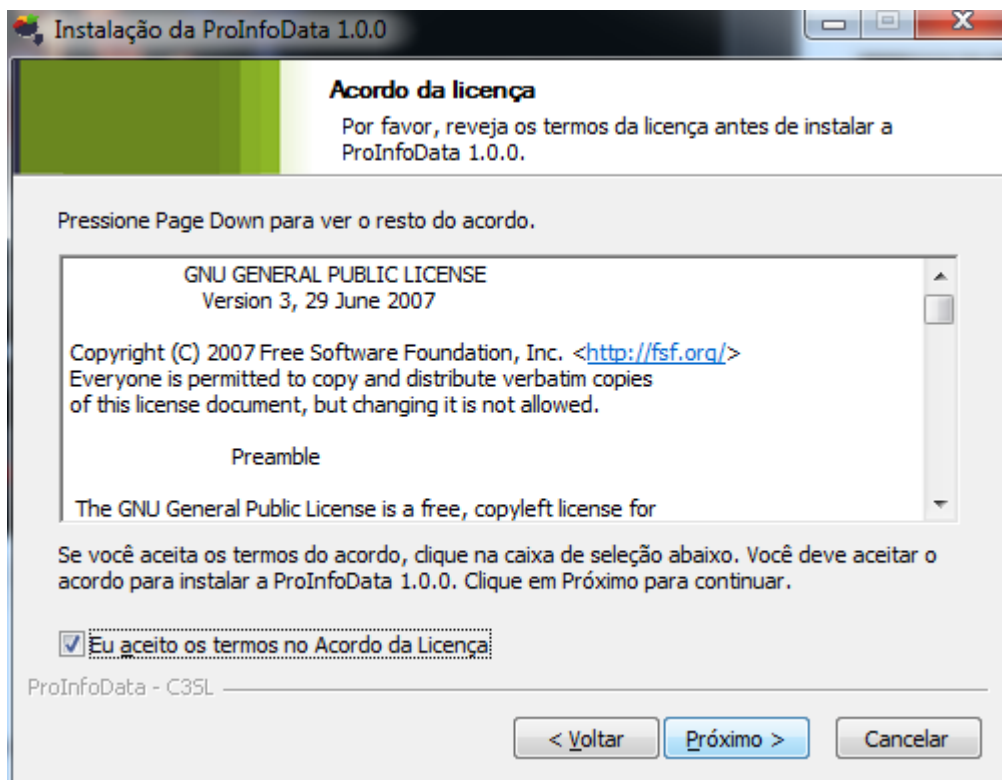 Instalação da ProInfoData 1.0.0
Acordo da licença
Por favor, reveja os termos da licença antes de instalar a
ProInfoData 1.0.0.
Pressione Page Down para ver o resto do acordo.
GNU GENERAL PUBLIC LICENSE
Version 3, 29 June 2007
Copyright (C) 2007 Free Software Foundation, Inc. <http://fsf.org/>
Everyone is permitted to copy and distribute verbatim copies
of this license document, but changing it is not allowed.
Preamble
The GNU General Public License is a free, copyleft license for
Se você aceita os termos do acordo, clique na caixa de seleção abaixo. Você deve aceitar o
acordo para instalar a ProInfoData 1.0.0. Clique em Próximo para continuar.
Eu aceito os termos no Acordo da Licença
ProInfoData - C3SL
< Voltar Próximo > Cancelar